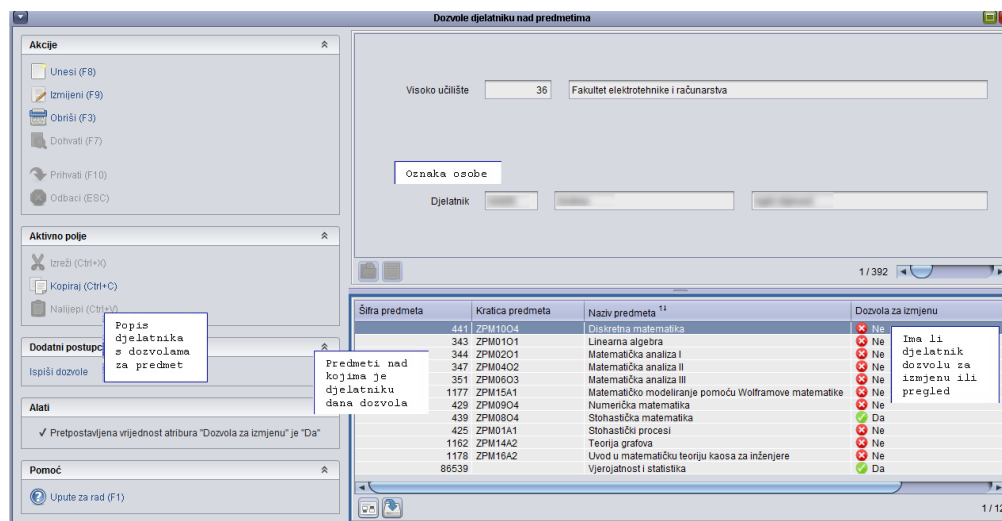 Dozvole djelatniku nad predmetima
Akcije
Unesi (F8)
Izmijeni (F9)
Obriši (F3)
Dohvati (F7)
Prihvati (F10)
Odbaci (ESC)
Aktivno polje
Izreži (Ctrl+X)
Kopiraj (Ctrl+C)
Nalijepi (Ctrl+V)
Popis
djelatnika
s dozvolama
za predmet
Dodatni postupc
Ispiši dozvole
Alati
✓ Pretpostavljena vrijednost atributa "Dozvola za izmjenu" je "Da"
Pomoć
Upute za rad (F1)
Visoko učilište 36 Fakultet elektrotehnike i računarstva
Oznaka osobe
Djelatnik
1 / 392
Predmeti nad
kojima je
djelatniku
dana dozvola
Šifra predmeta Kratica predmeta Naziv predmeta 1↓ Dozvola za izmjenu
441 ZPM10O4 Diskretna matematika Ne
343 ZPM01O1 Linearna algebra Ne
344 ZPM02O1 Matematička analiza I Ne
347 ZPM04O2 Matematička analiza II Ne
351 ZPM06O3 Matematička analiza III Ne
1177 ZPM15A1 Matematičko modeliranje pomoću Wolframove matematike Ne
429 ZPM09O4 Numerička matematika Ne
439 ZPM08O4 Stohastička matematika Da
425 ZPM01A1 Stohastički procesi Ne
1162 ZPM14A2 Teorija grafova Ne
1178 ZPM16A2 Uvod u matematičku teoriju kaosa za inženjere Ne
86539 Vjerojatnost i statistika Da
Ima li
djelatnik
dozvolu za
izmjenu ili
pregled
1 / 12